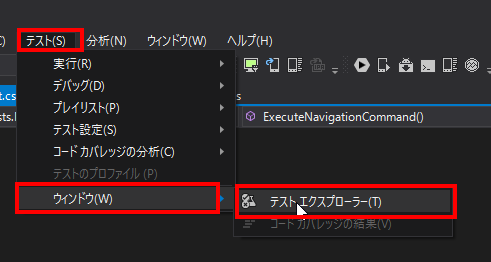 C) テスト(S) 分析(N) ウィンドウ(W) ヘルプ(H)
実行(R)
デバッグ(D)
t.cs
s
プレイリスト(P)
sts.
ExecuteNavigationCommand()
テスト設定(S)
コード カバレッジの分析(C)
テストのプロファイル (P)
ウィンドウ(W)
テスト エクスプローラー(T)
コード カバレッジの結果(V)